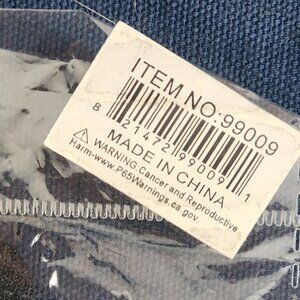 ITEM NO:99009
8 21472 99009 1
MADE IN CHINA
⚠ WARNING:Cancer and Reproductive
Harm-www.P65Warnings.ca.gov